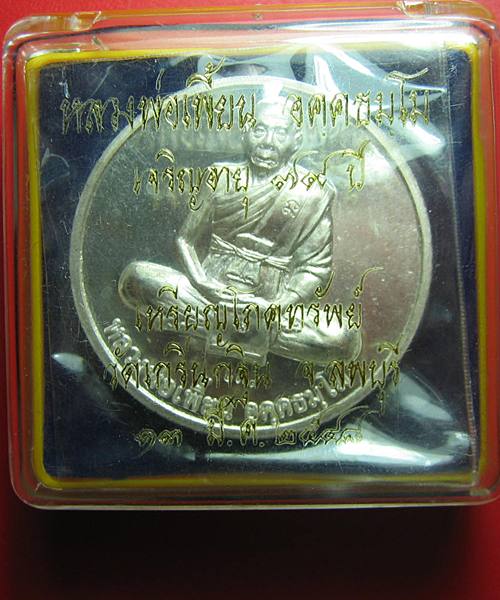 หลวงพ่อเพี้ยน อคฺคธมฺโม
เจริญอายุ ๗๙ ปี
เหรียญโภคทรัพย์
วัดเกริ่นกฐิน จ.ลพบุรี
๑๓ มี.ค. ๒๕๔๘